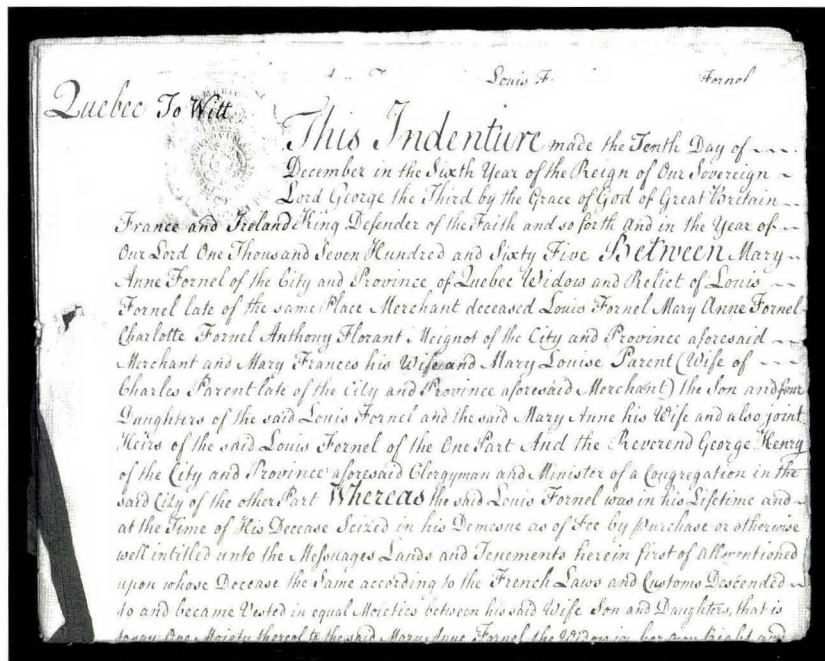 Louis F. Fornel
Quebec To Witt
This Indenture made the Tenth Day of
December in the Sixth Year of the Reign of Our Sovereign
Lord George the Third by the Grace of God of Great Britain
France and Ireland King Defender of the Faith and so forth and in the Year of
Our Lord One Thousand Seven Hundred and Sixty Five Between Mary
Anne Fornel of the City and Province of Quebec Widow and Relict of Louis
Fornel late of the same Place Merchant deceased Louis Fornel Mary Anne Fornel
Charlotte Fornel Anthony Florant Meignot of the City and Province aforesaid
Merchant and Mary Frances his Wife and Mary Louise Parent (Wife of
Charles Parent late of the City and Province aforesaid Merchant) the Son and four
Daughters of the said Louis Fornel and the said Mary Anne his Wife and also joint
Heirs of the said Louis Fornel of the One Part And the Reverend George Henry
of the City and Province aforesaid Clergyman and Minister of a Congregation in the
said City of the other Part Whereas the said Louis Fornel was in his Lifetime and
at the Time of His Decease Seized in his Demesne as of Fee by purchase or otherwise
well intitled unto the Messuages Lands and Tenements herein first of all mentioned
upon whose Decease the Same according to the French Laws and Customs Descended
to and became Vested in equal Moieties between his said Wife Son and Daughters, that is
to say One Moiety thereof to the said Mary Anne Fornel the Widow in her own Right and